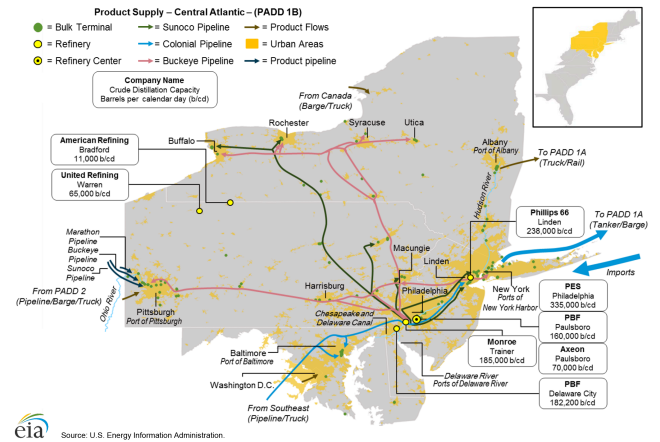 Product Supply – Central Atlantic – (PADD 1B)
= Bulk Terminal
= Sunoco Pipeline
= Product Flows
= Refinery
= Colonial Pipeline
= Urban Areas
= Refinery Center
= Buckeye Pipeline
= Product pipeline
Company Name
Crude Distillation Capacity
Barrels per calendar day (b/cd)
From Canada
(Barge/Truck)
Rochester
Syracuse
Utica
Buffalo
Albany
Port of Albany
To PADD 1A
(Truck/Rail)
American Refining
Bradford
11,000 b/cd
United Refining
Warren
65,000 b/cd
Hudson River
Phillips 66
Linden
238,000 b/cd
To PADD 1A
(Tanker/Barge)
Imports
Marathon
Pipeline
Buckeye
Pipeline
Sunoco
Pipeline
From PADD 2
(Pipeline/Barge/Truck)
Ohio River
Pittsburgh
Port of Pittsburgh
Macungie
Linden
Harrisburg
Philadelphia
New York
Ports of
New York Harbor
Chesapeake and
Delaware Canal
PES
Philadelphia
335,000 b/cd
PBF
Paulsboro
160,000 b/cd
Monroe
Trainer
185,000 b/cd
Axeon
Paulsboro
70,000 b/cd
PBF
Delaware City
182,200 b/cd
Baltimore
Port of Baltimore
Washington D.C.
Delaware River
Ports of Delaware River
From Southeast
(Pipeline/Truck)
eia
Source: U.S. Energy Information Administration.